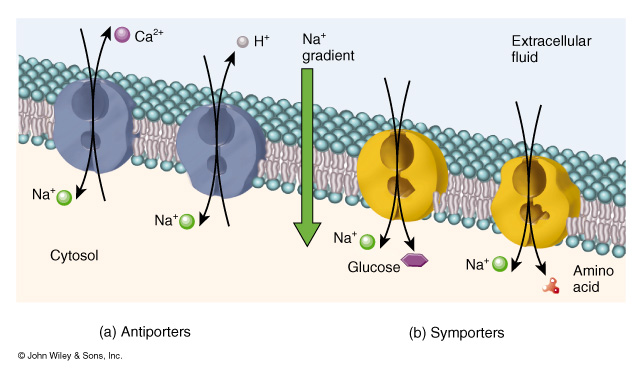 Ca²⁺
H⁺
Na⁺
gradient
Extracellular
fluid
Na⁺
Na⁺
Cytosol
Na⁺
Glucose
Na⁺
Amino
acid
(a) Antiporters
(b) Symporters
© John Wiley & Sons, Inc.